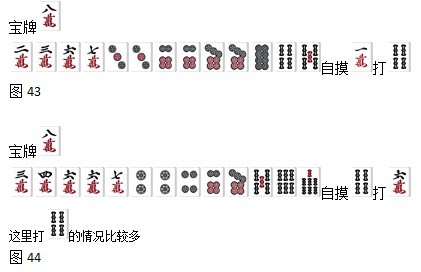 宝牌 八萬
二萬 三萬 六萬 七萬 自摸 一萬 打
图 43
宝牌 八萬
三萬 四萬 六萬 六萬 七萬 自摸 打 六萬
这里打 的情况比较多
图 44